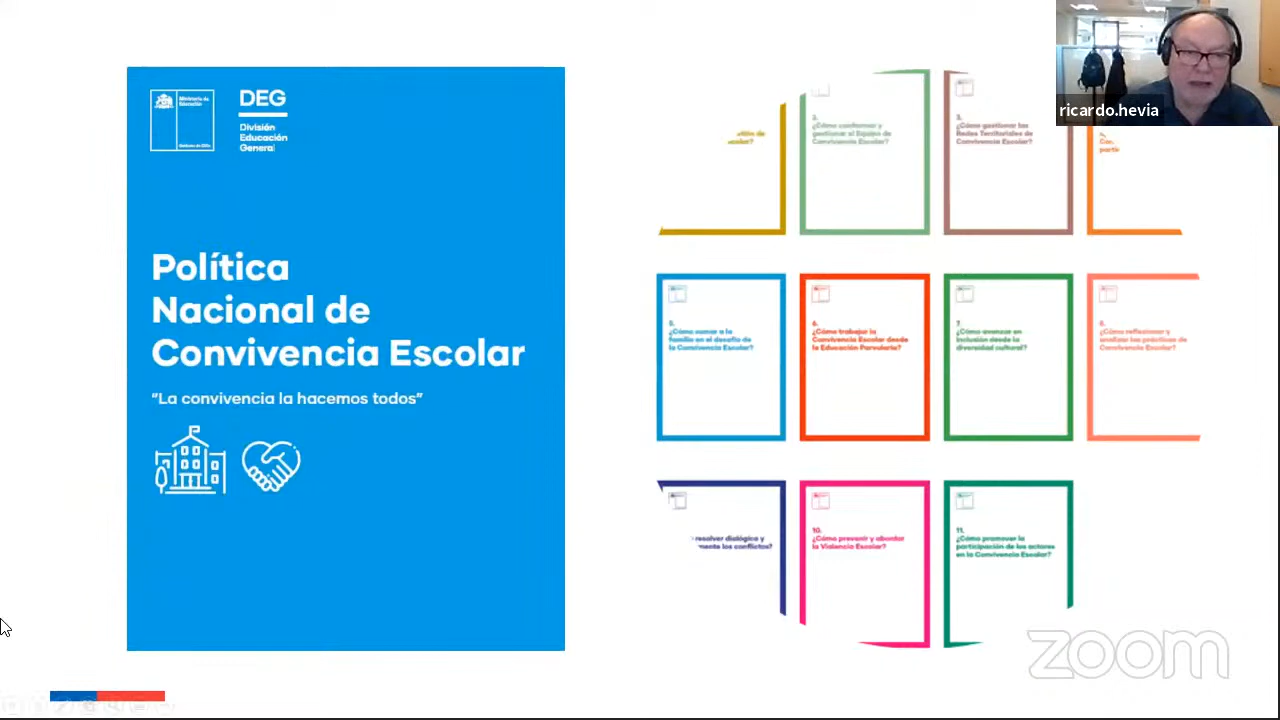 Ministerio de
Educación
Gobierno de Chile
DEG
División
Educación
General
Política
Nacional de
Convivencia Escolar
“La convivencia la hacemos todos”
ricardo.hevia
2.
¿Cómo conformar y
gestionar el Equipo de
Convivencia Escolar?
3.
¿Cómo gestionar las
Redes Territoriales de
Convivencia Escolar?
5.
¿Cómo sumar a la
familia en el desafío de
la Convivencia Escolar?
6.
¿Cómo trabajar la
Convivencia Escolar desde
la Educación Parvularia?
7.
¿Cómo avanzar en
inclusión desde la
diversidad cultural?
8.
¿Cómo reflexionar y
analizar las prácticas de
Convivencia Escolar?
resolver dialógica y
mente los conflictos?
10.
¿Cómo prevenir y abordar
la Violencia Escolar?
11.
¿Cómo promover la
participación de los actores
en la Convivencia Escolar?
zoom